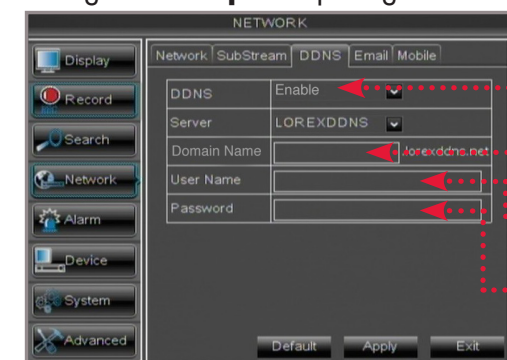 NETWORK
Network SubStream DDNS Email Mobile
Display
Record
Search
Network
Alarm
Device
System
Advanced
DDNS Enable
Server LOREXDDNS
Domain Name .lorexddns.net
User Name
Password
Default Apply Exit